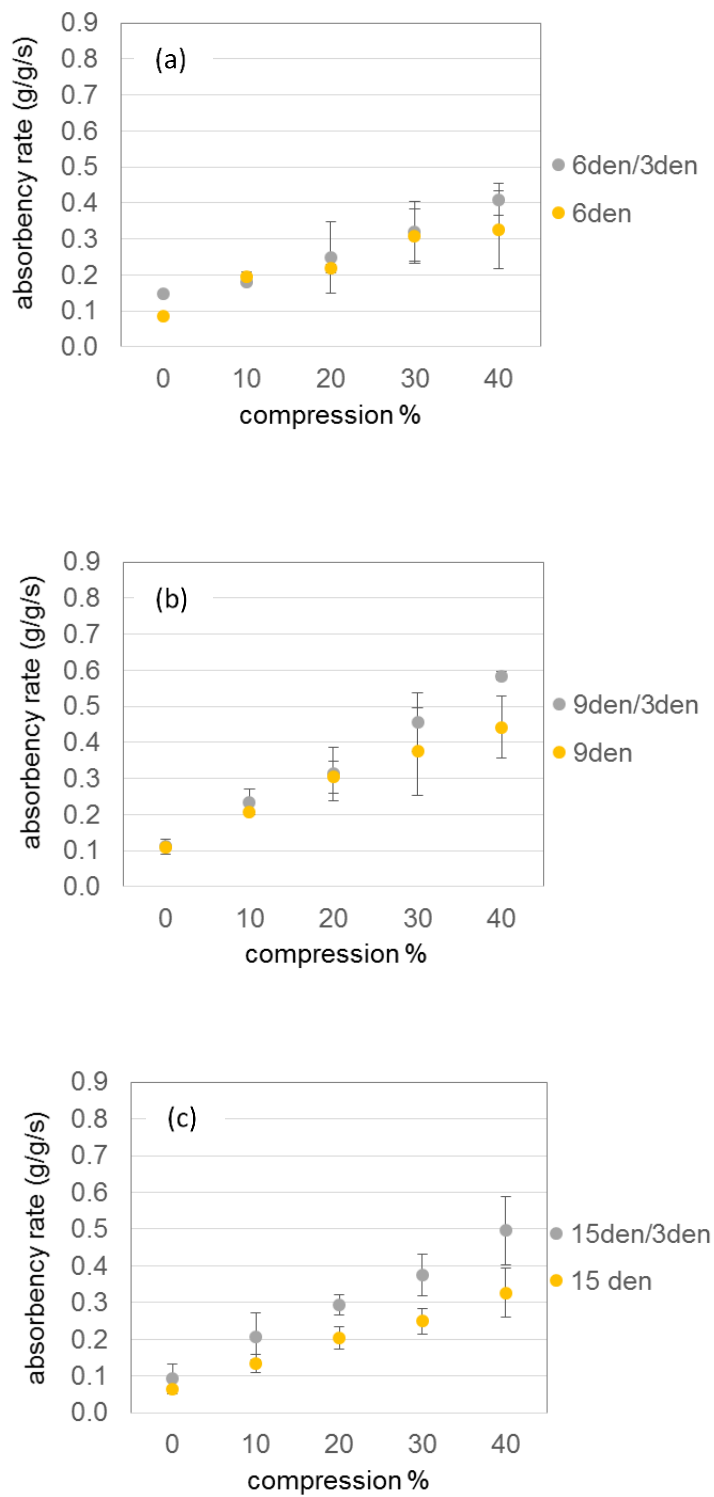 (a)
absorbency rate (g/g/s)
0.9
0.8
0.7
0.6
0.5
0.4
0.3
0.2
0.1
0.0
0 10 20 30 40
compression %
6den/3den
6den
(b)
absorbency rate (g/g/s)
0.9
0.8
0.7
0.6
0.5
0.4
0.3
0.2
0.1
0.0
0 10 20 30 40
compression %
9den/3den
9den
(c)
absorbency rate (g/g/s)
0.9
0.8
0.7
0.6
0.5
0.4
0.3
0.2
0.1
0.0
0 10 20 30 40
compression %
15den/3den
15 den